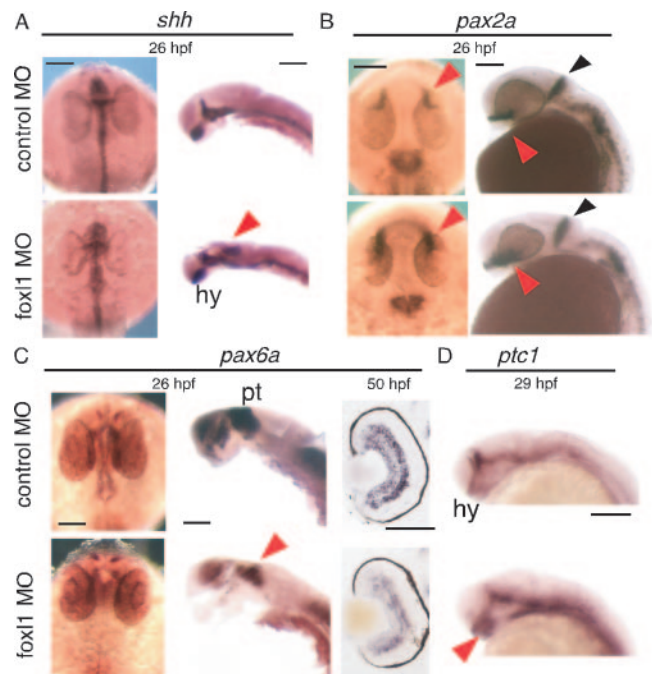 A shh B pax2a
26 hpf 26 hpf
control MO
foxl1 MO
hy
C pax6a D ptc1
26 hpf pt 50 hpf 29 hpf
control MO
hy
foxl1 MO